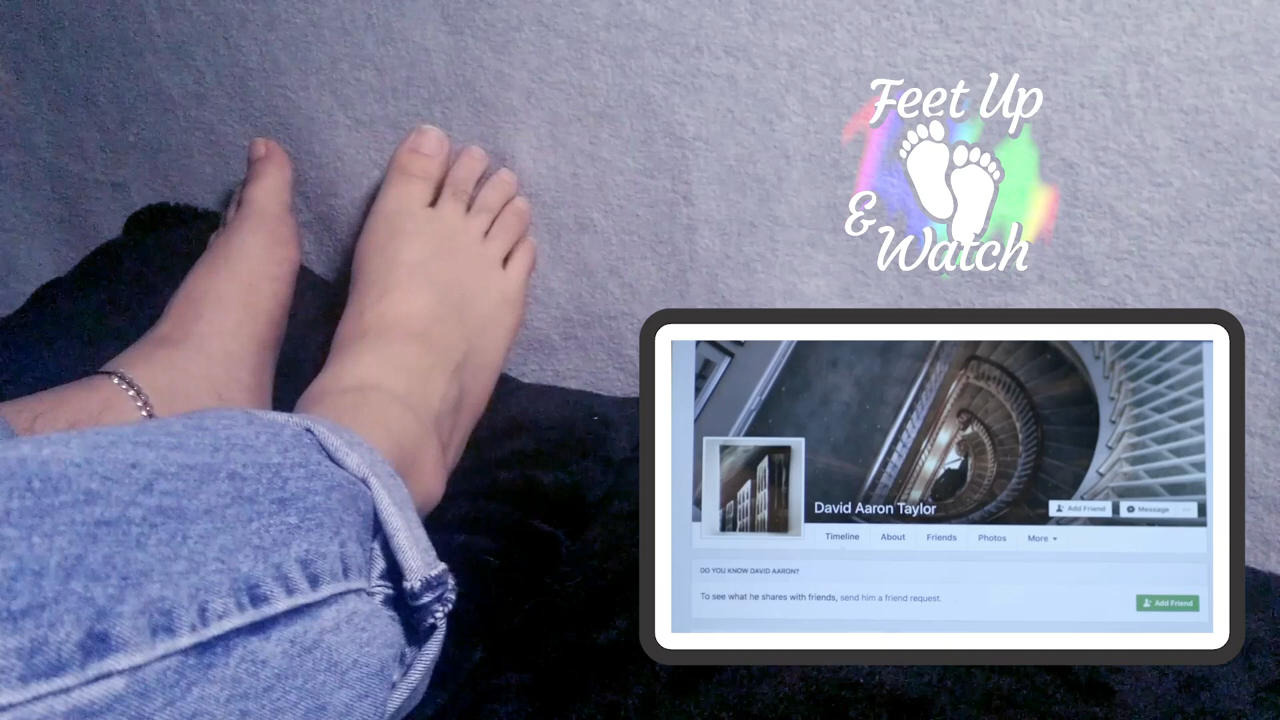 Feet Up
&
Watch
David Aaron Taylor
Add Friend
Message
Timeline
About
Friends
Photos
More
DO YOU KNOW DAVID AARON?
To see what he shares with friends, send him a friend request.
Add Friend